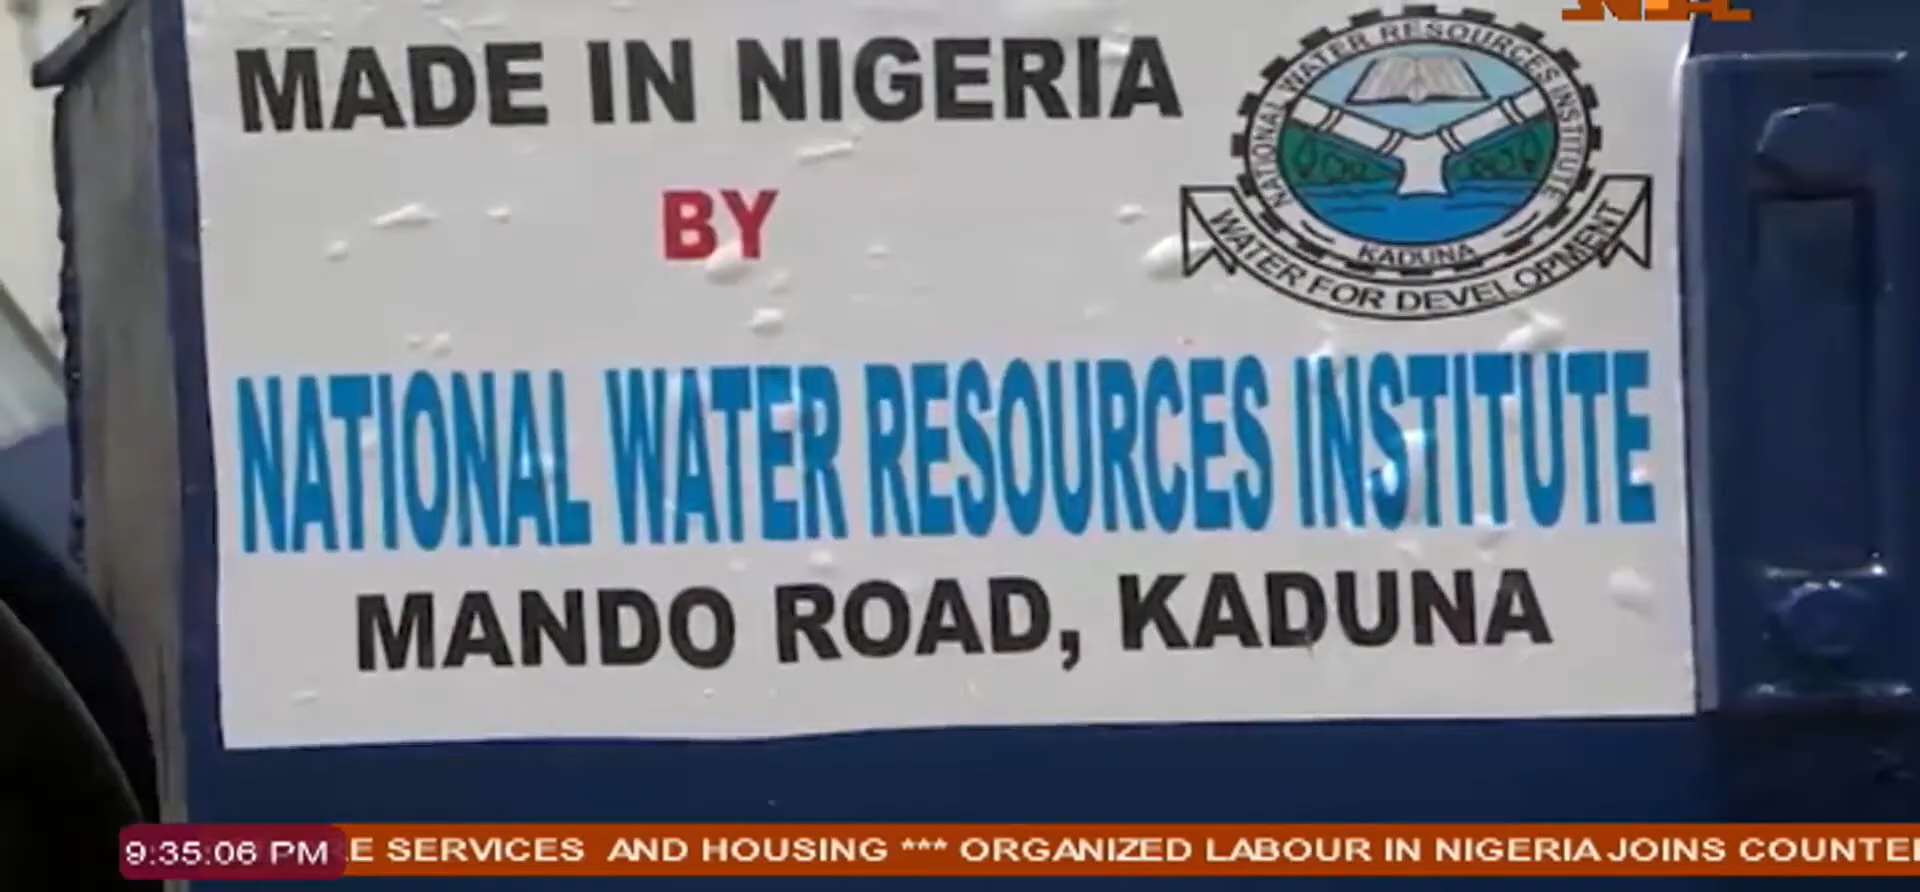 MADE IN NIGERIA
NATIONAL WATER RESOURCES INSTITUTE
KADUNA
WATER FOR DEVELOPMENT
BY
NATIONAL WATER RESOURCES INSTITUTE
MANDO ROAD, KADUNA
9:35:06 PM E SERVICES AND HOUSING *** ORGANIZED LABOUR IN NIGERIA JOINS